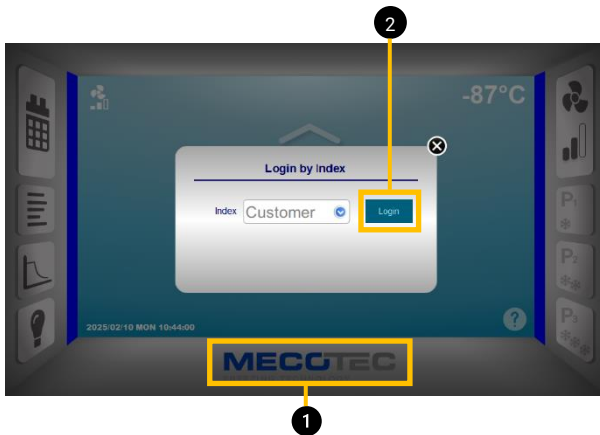 2
-87°C
Login by Index
Index Customer Login
P1
P2
2025/02/10 MON 10:44:00
?
P3
MECOTEC
1